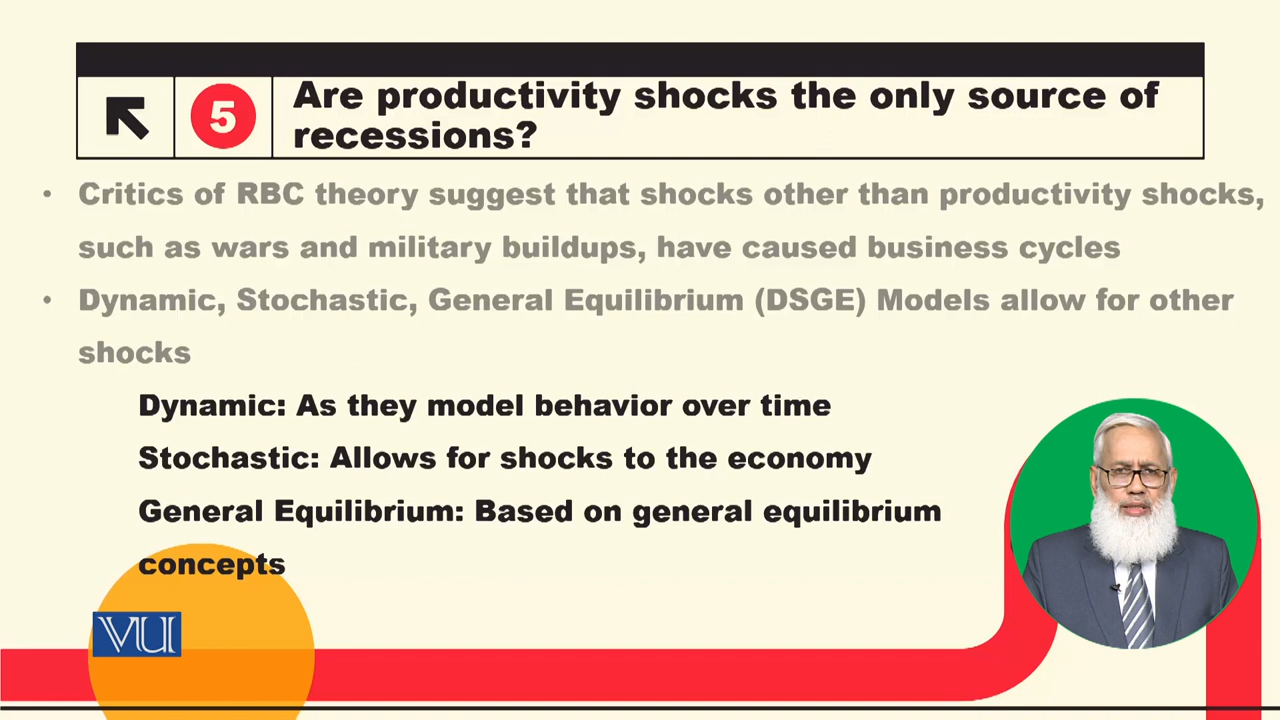 5
Are productivity shocks the only source of
recessions?
• Critics of RBC theory suggest that shocks other than productivity shocks,
such as wars and military buildups, have caused business cycles
• Dynamic, Stochastic, General Equilibrium (DSGE) Models allow for other
shocks
Dynamic: As they model behavior over time
Stochastic: Allows for shocks to the economy
General Equilibrium: Based on general equilibrium
concepts
VU